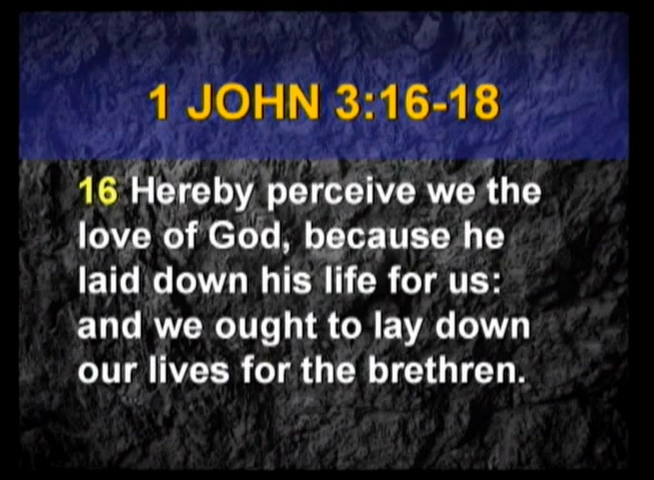 1 JOHN 3:16-18
16 Hereby perceive we the
love of God, because he
laid down his life for us:
and we ought to lay down
our lives for the brethren.